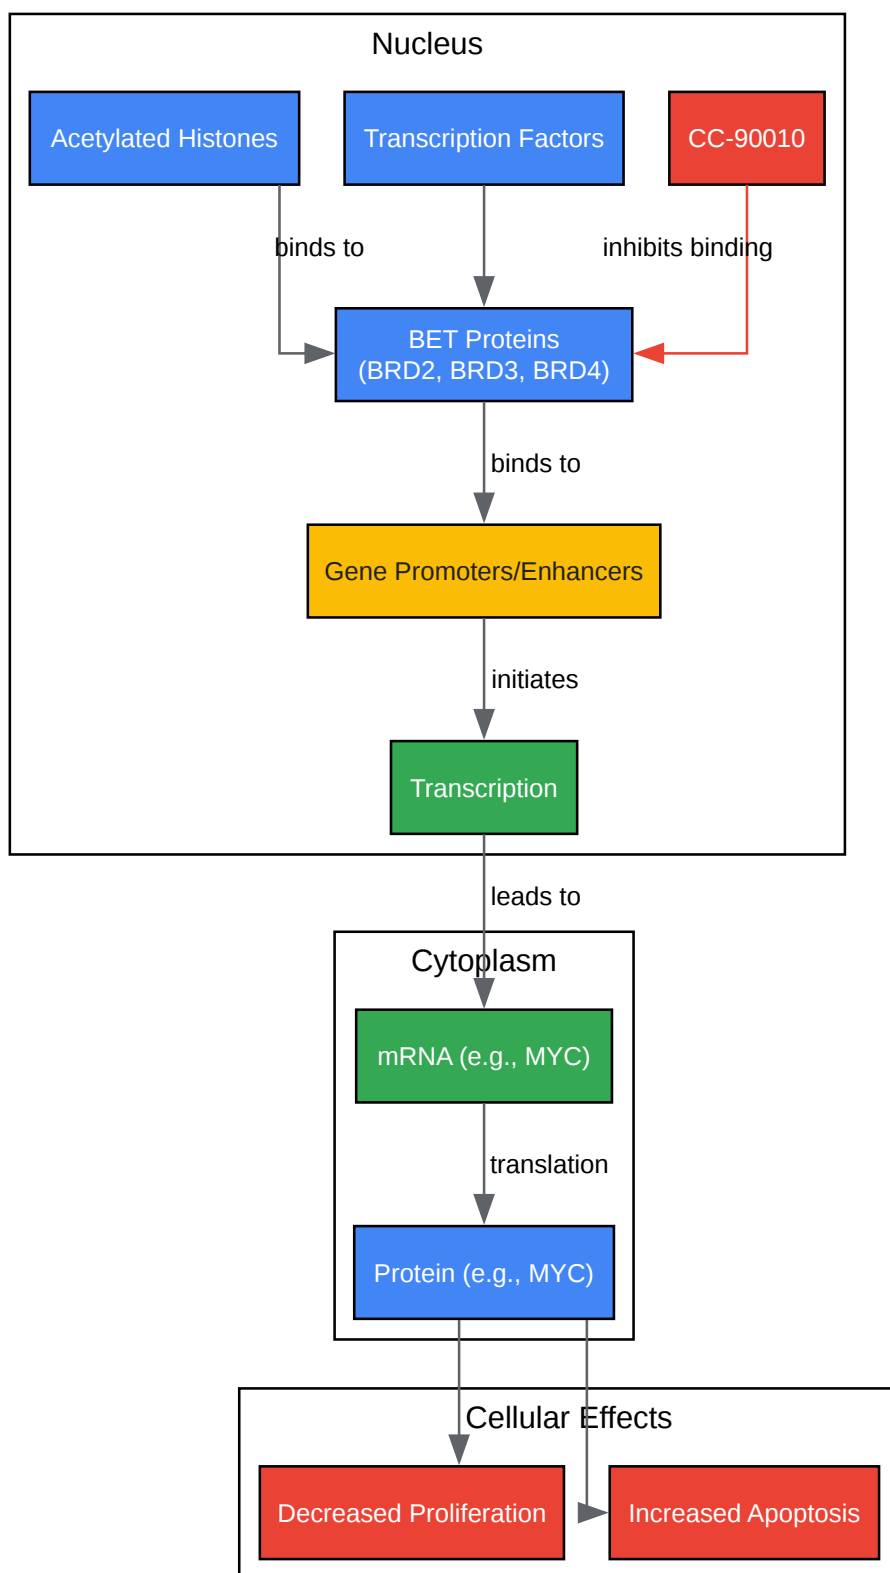 Nucleus
Acetylated Histones
Transcription Factors
CC-90010
binds to
inhibits binding
BET Proteins
(BRD2, BRD3, BRD4)
binds to
Gene Promoters/Enhancers
initiates
Transcription
leads to
Cytoplasm
mRNA (e.g., MYC)
translation
Protein (e.g., MYC)
Cellular Effects
Decreased Proliferation
Increased Apoptosis